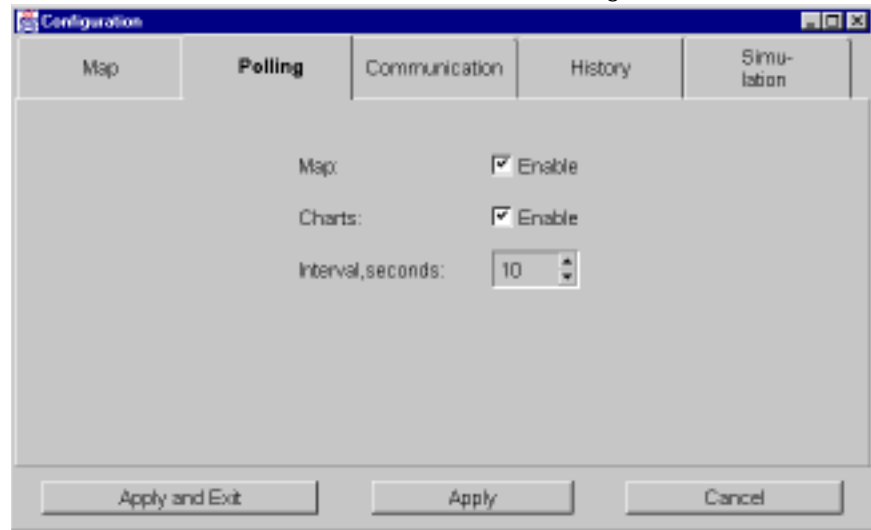 Configuration
Map Polling Communication History Simu-
lation
Map: Enable
Charts: Enable
Interval,seconds: 10
Apply and Exit Apply Cancel